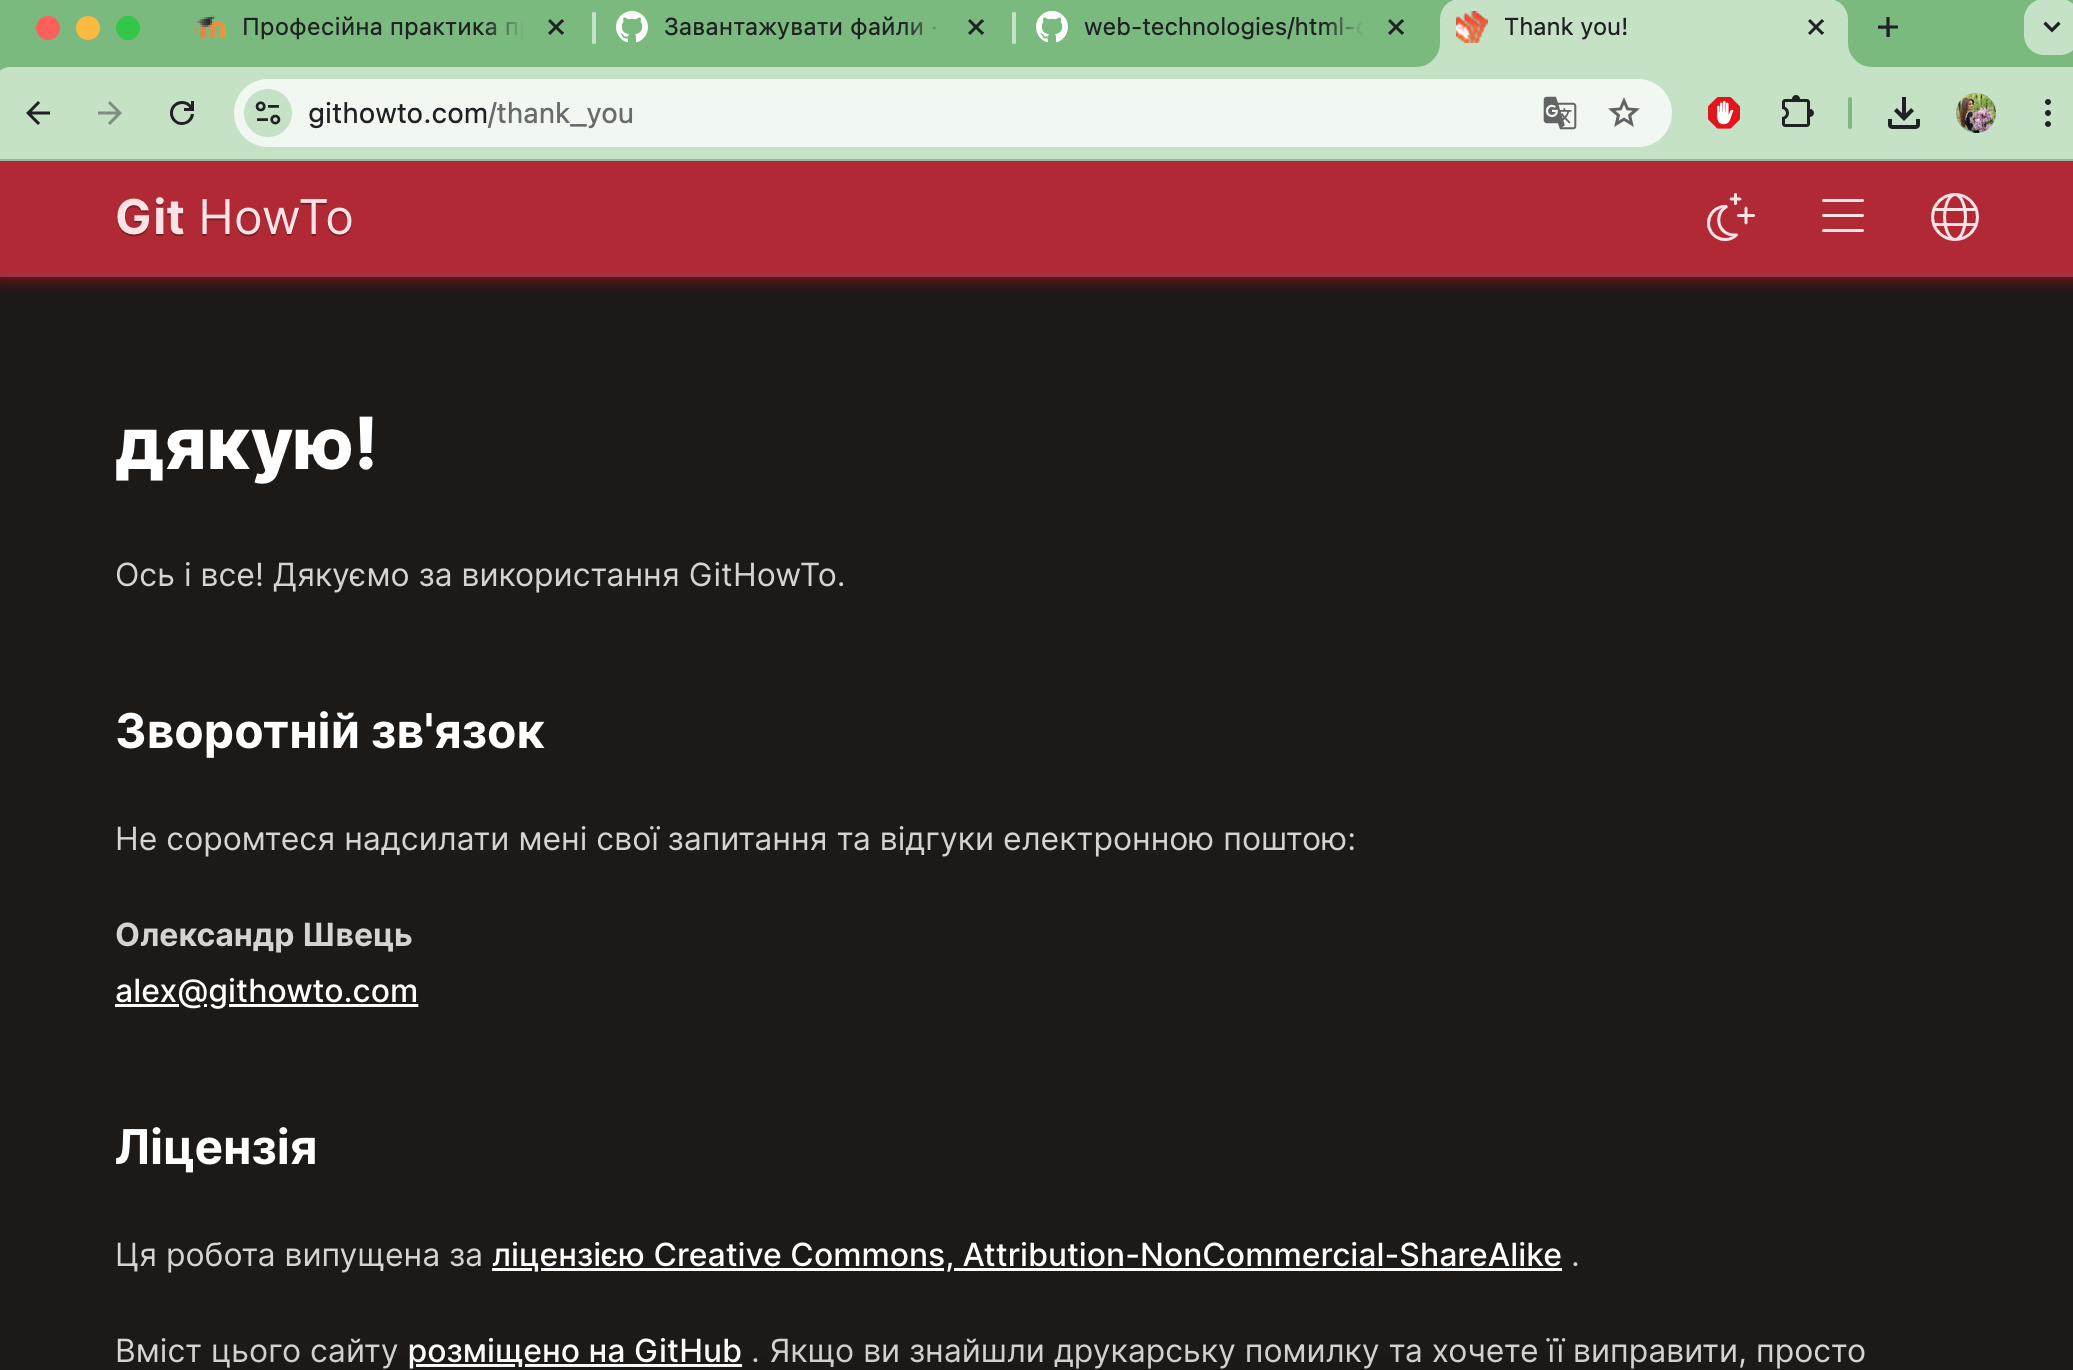 Професійна практика
Завантажувати файли ·
web-technologies/html-
Thank you!
githowto.com/thank_you
Git HowTo
дякую!
Ось і все! Дякуємо за використання GitHowTo.
Зворотній зв'язок
Не соромтеся надсилати мені свої запитання та відгуки електронною поштою:
Олександр Швець
alex@githowto.com
Ліцензія
Ця робота випущена за ліцензією Creative Commons, Attribution-NonCommercial-ShareAlike .
Вміст цього сайту розміщено на GitHub . Якщо ви знайшли друкарську помилку та хочете її виправити, просто